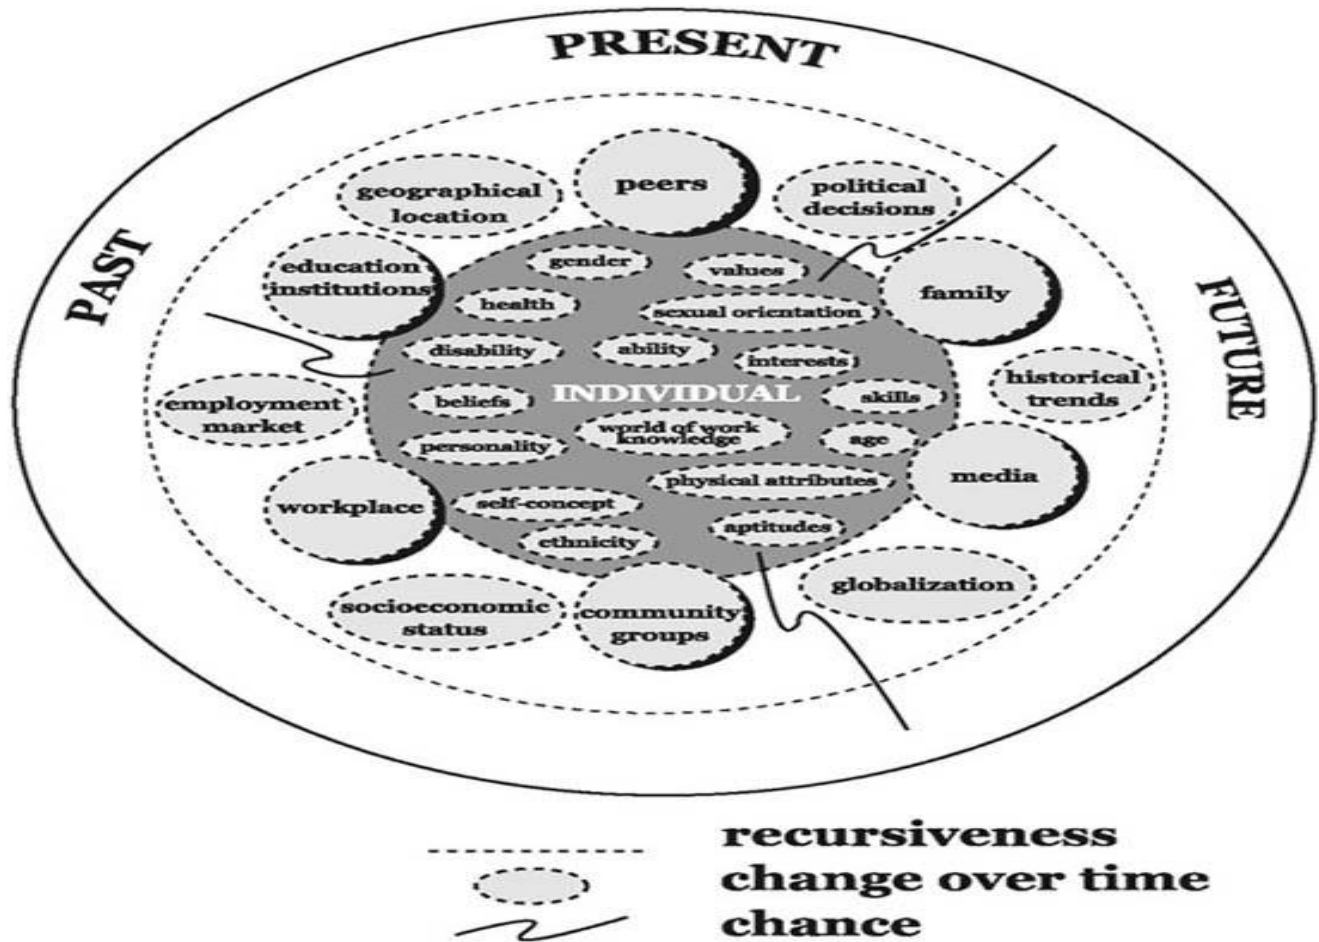 PRESENT
PAST
FUTURE
peers
geographical
location
political
decisions
education
institutions
family
gender
values
health
sexual orientation
disability
ability
interests
historical
trends
employment
market
beliefs
INDIVIDUAL
skills
world of work
knowledge
age
personality
physical attributes
media
workplace
self-concept
aptitudes
ethnicity
globalization
socioeconomic
status
community
groups
recursiveness
change over time
chance